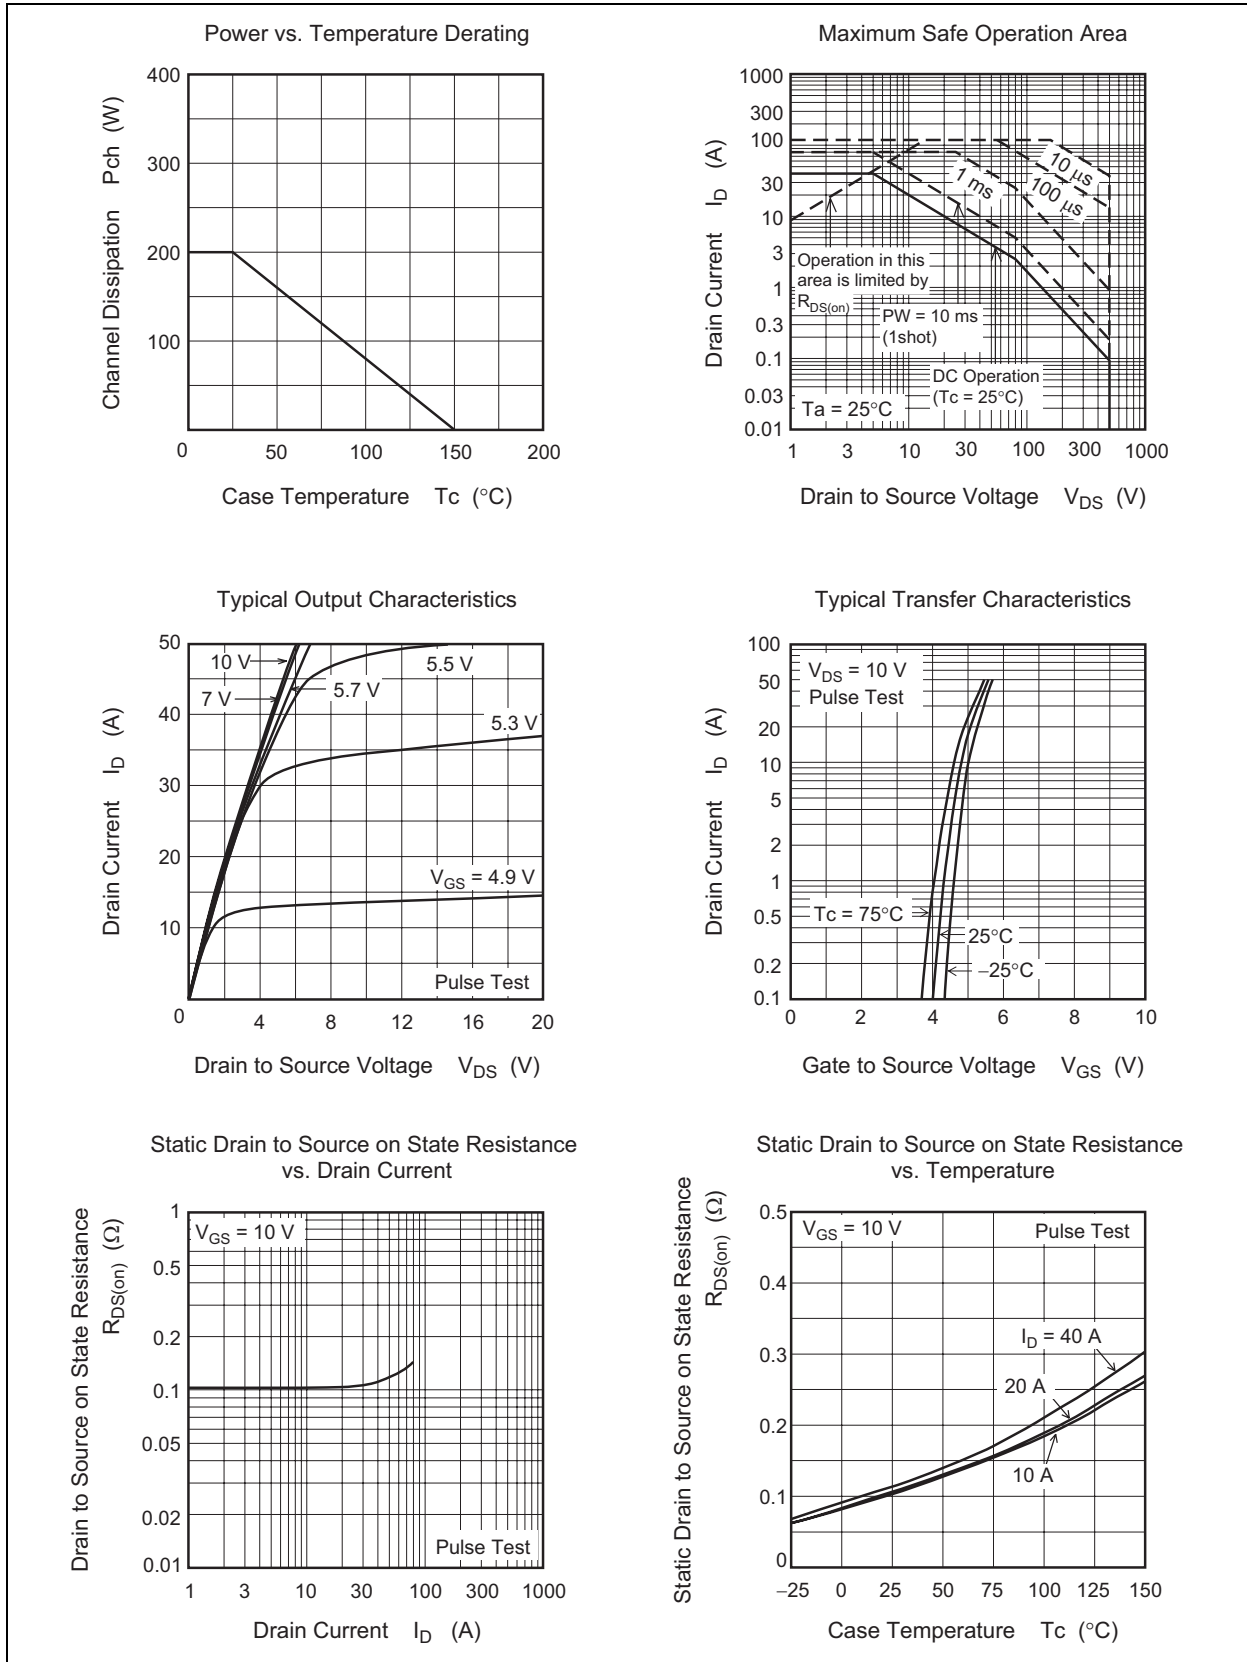 Power vs. Temperature Derating
Channel Dissipation Pch (W)
400
300
200
100
0
50
100
150
200
Case Temperature Tc (°C)
Maximum Safe Operation Area
Drain Current I_D (A)
1000
300
100
30
10
3
1
0.3
0.1
0.03
0.01
10 μs
100 μs
1 ms
Operation in this
area is limited by
R_DS(on)
PW = 10 ms
(1shot)
DC Operation
(Tc = 25°C)
Ta = 25°C
1
3
10
30
100
300
1000
Drain to Source Voltage V_DS (V)
Typical Output Characteristics
Drain Current I_D (A)
50
40
30
20
10
0
10 V
7 V
5.7 V
5.5 V
5.3 V
V_GS = 4.9 V
Pulse Test
4
8
12
16
20
Drain to Source Voltage V_DS (V)
Typical Transfer Characteristics
Drain Current I_D (A)
100
50
20
10
5
2
1
0.5
0.2
0.1
V_DS = 10 V
Pulse Test
Tc = 75°C
25°C
−25°C
0
2
4
6
8
10
Gate to Source Voltage V_GS (V)
Static Drain to Source on State Resistance
vs. Drain Current
Static Drain to Source on State Resistance
R_DS(on) (Ω)
1
0.5
0.2
0.1
0.05
0.02
0.01
V_GS = 10 V
Pulse Test
1
3
10
30
100
300
1000
Drain Current I_D (A)
Static Drain to Source on State Resistance
vs. Temperature
Static Drain to Source on State Resistance
R_DS(on) (Ω)
0.5
0.4
0.3
0.2
0.1
0
V_GS = 10 V
Pulse Test
I_D = 40 A
20 A
10 A
−25
0
25
50
75
100
125
150
Case Temperature Tc (°C)